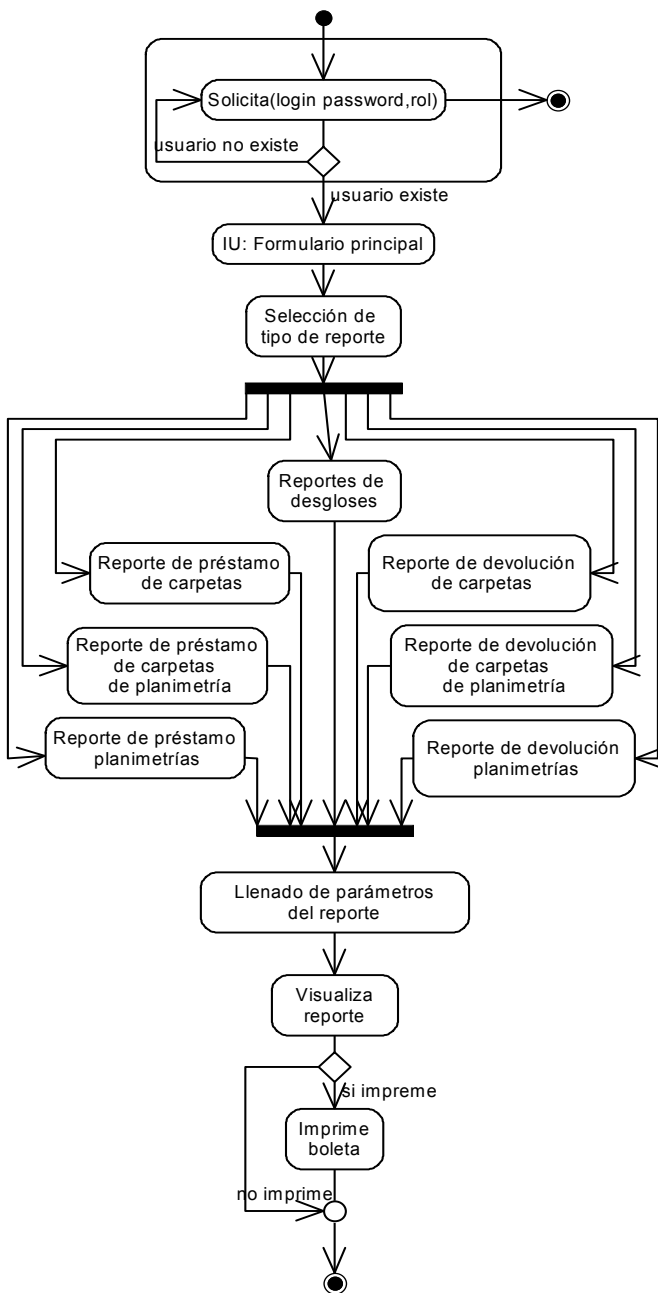 Solicita(login password,rol)
usuario no existe
usuario existe
IU: Formulario principal
Selección de
tipo de reporte
Reportes de
desgloses
Reporte de préstamo
de carpetas
Reporte de devolución
de carpetas
Reporte de préstamo
de carpetas
de planimetría
Reporte de devolución
de carpetas
de planimetría
Reporte de préstamo
planimetrías
Reporte de devolución
planimetrías
Llenado de parámetros
del reporte
Visualiza
reporte
si impreme
Imprime
boleta
no imprime